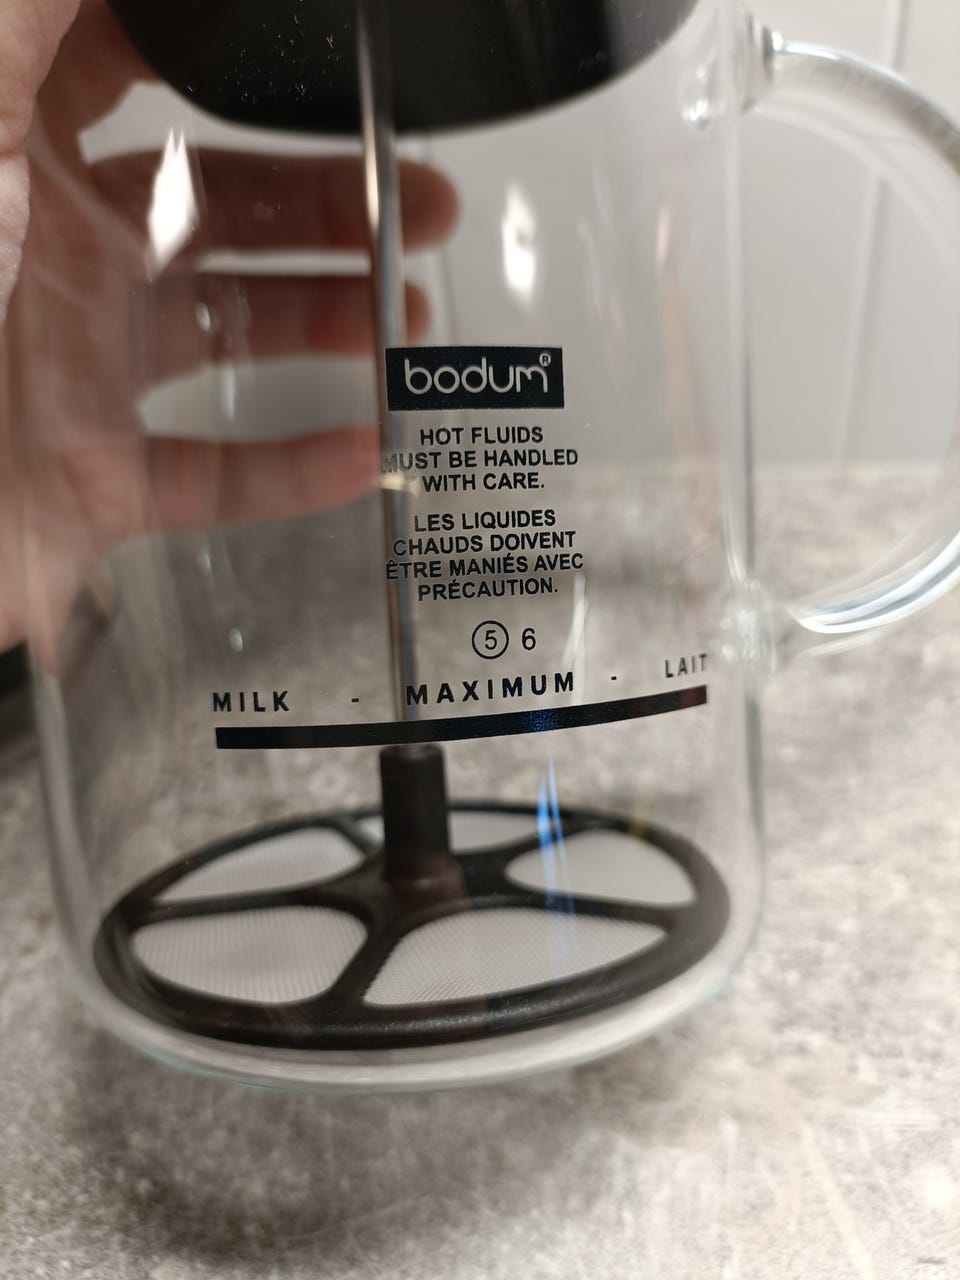 bodum®
HOT FLUIDS
MUST BE HANDLED
WITH CARE.
LES LIQUIDES
CHAUDS DOIVENT
ÊTRE MANIÉS AVEC
PRÉCAUTION.
5 6
MILK - MAXIMUM - LAIT